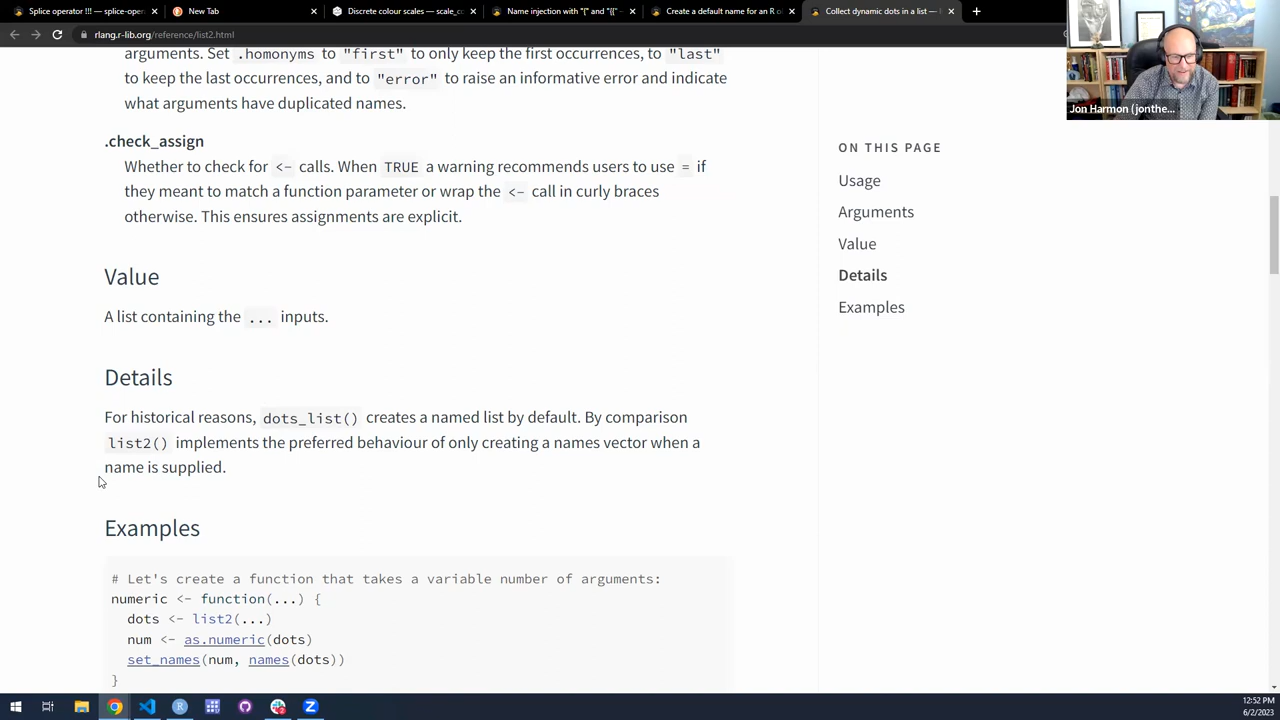 Splice operator !!! — splice-oper
New Tab
Discrete colour scales — scale_co
Name injection with "{" and "{{" –
Create a default name for an R o
Collect dynamic dots in a list — l
rlang.r-lib.org/reference/list2.html
Jon Harmon (jonthe...
arguments. Set .homonyms to "first" to only keep the first occurrences, to "last"
to keep the last occurrences, and to "error" to raise an informative error and indicate
what arguments have duplicated names.
.check_assign
Whether to check for <- calls. When TRUE a warning recommends users to use = if
they meant to match a function parameter or wrap the <- call in curly braces
otherwise. This ensures assignments are explicit.
Value
A list containing the ... inputs.
Details
For historical reasons, dots_list() creates a named list by default. By comparison
list2() implements the preferred behaviour of only creating a names vector when a
name is supplied.
Examples
# Let's create a function that takes a variable number of arguments:
numeric <- function(...) {
dots <- list2(...)
num <- as.numeric(dots)
set_names(num, names(dots))
}
ON THIS PAGE
Usage
Arguments
Value
Details
Examples
12:52 PM
6/2/2023